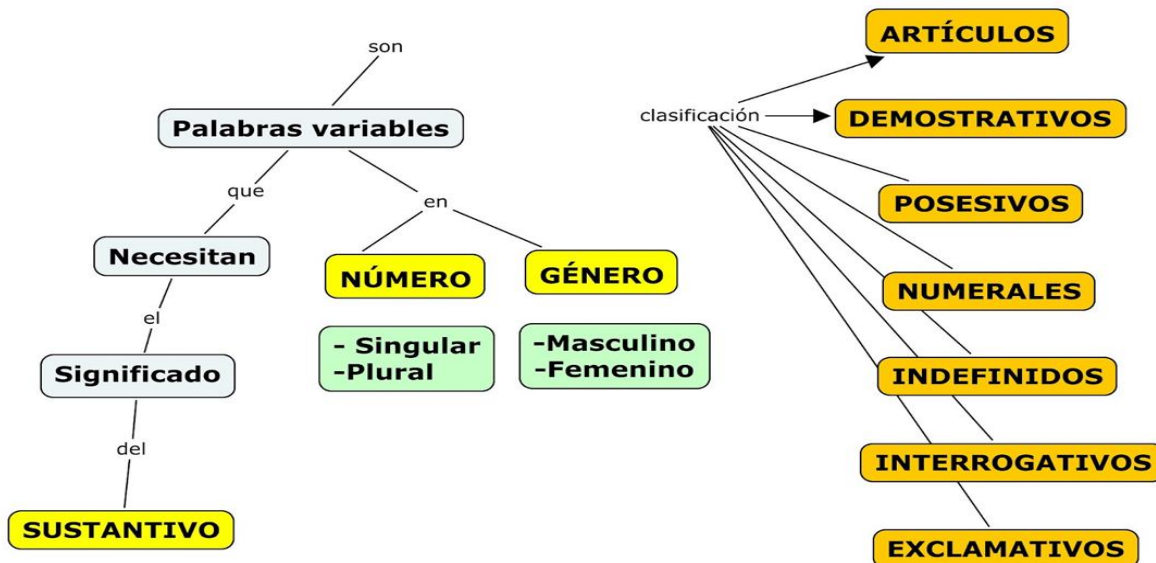 son
Palabras variables
que
en
Necesitan
NÚMERO
GÉNERO
el
- Singular
-Plural
-Masculino
-Femenino
Significado
del
SUSTANTIVO
clasificación
ARTÍCULOS
DEMOSTRATIVOS
POSESIVOS
NUMERALES
INDEFINIDOS
INTERROGATIVOS
EXCLAMATIVOS